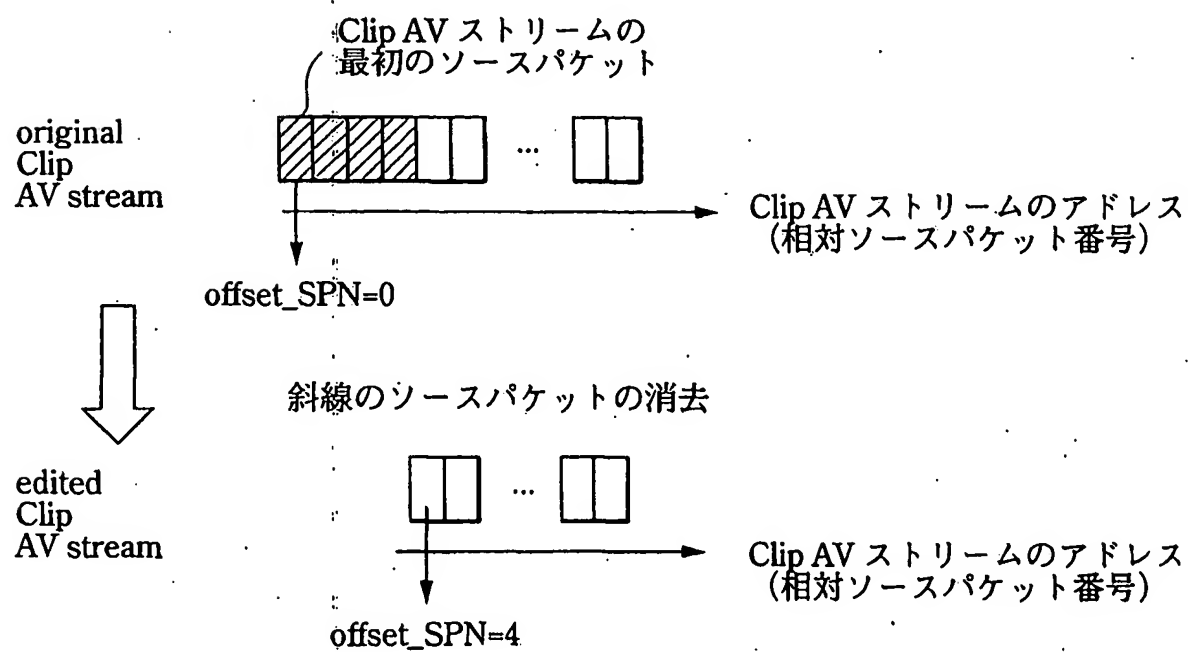 Clip AV ストリームの
最初のソースパケット
original
Clip
AV stream
...
Clip AV ストリームのアドレス
(相対ソースパケット番号)
offset_SPN=0
斜線のソースパケットの消去
edited
Clip
AV stream
...
Clip AV ストリームのアドレス
(相対ソースパケット番号)
offset_SPN=4